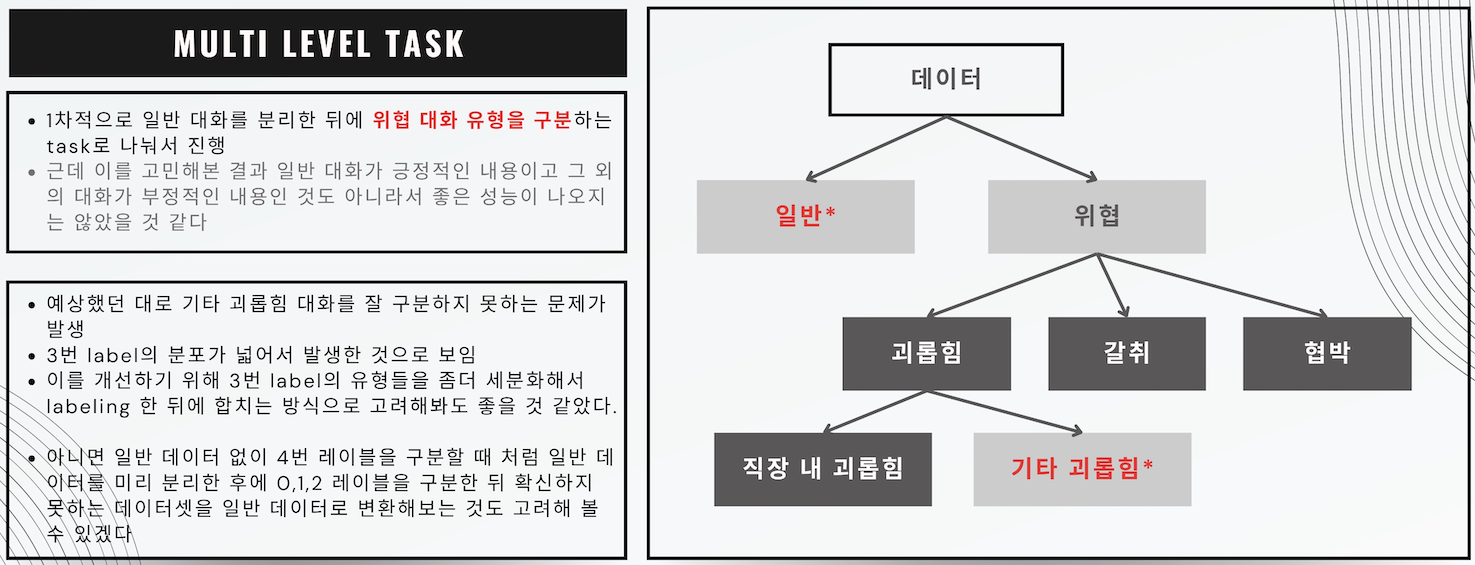 MULTI LEVEL TASK
• 1차적으로 일반 대화를 분리한 뒤에 위협 대화 유형을 구분하는
task로 나눠서 진행
• 근데 이를 고민해본 결과 일반 대화가 긍정적인 내용이고 그 외
의 대화가 부정적인 내용인 것도 아니라서 좋은 성능이 나오지
는 않았을 것 같다
• 예상했던 대로 기타 괴롭힘 대화를 잘 구분하지 못하는 문제가
발생
• 3번 label의 분포가 넓어서 발생한 것으로 보임
• 이를 개선하기 위해 3번 label의 유형들을 좀더 세분화해서
labeling 한 뒤에 합치는 방식으로 고려해봐도 좋을 것 같았다.
• 아니면 일반 데이터 없이 4번 레이블을 구분할 때 처럼 일반 데
이터를 미리 분리한 후에 0,1,2 레이블을 구분한 뒤 확신하지
못하는 데이터셋을 일반 데이터로 변환해보는 것도 고려해 볼
수 있겠다
데이터
일반*
위협
괴롭힘
갈취
협박
직장 내 괴롭힘
기타 괴롭힘*